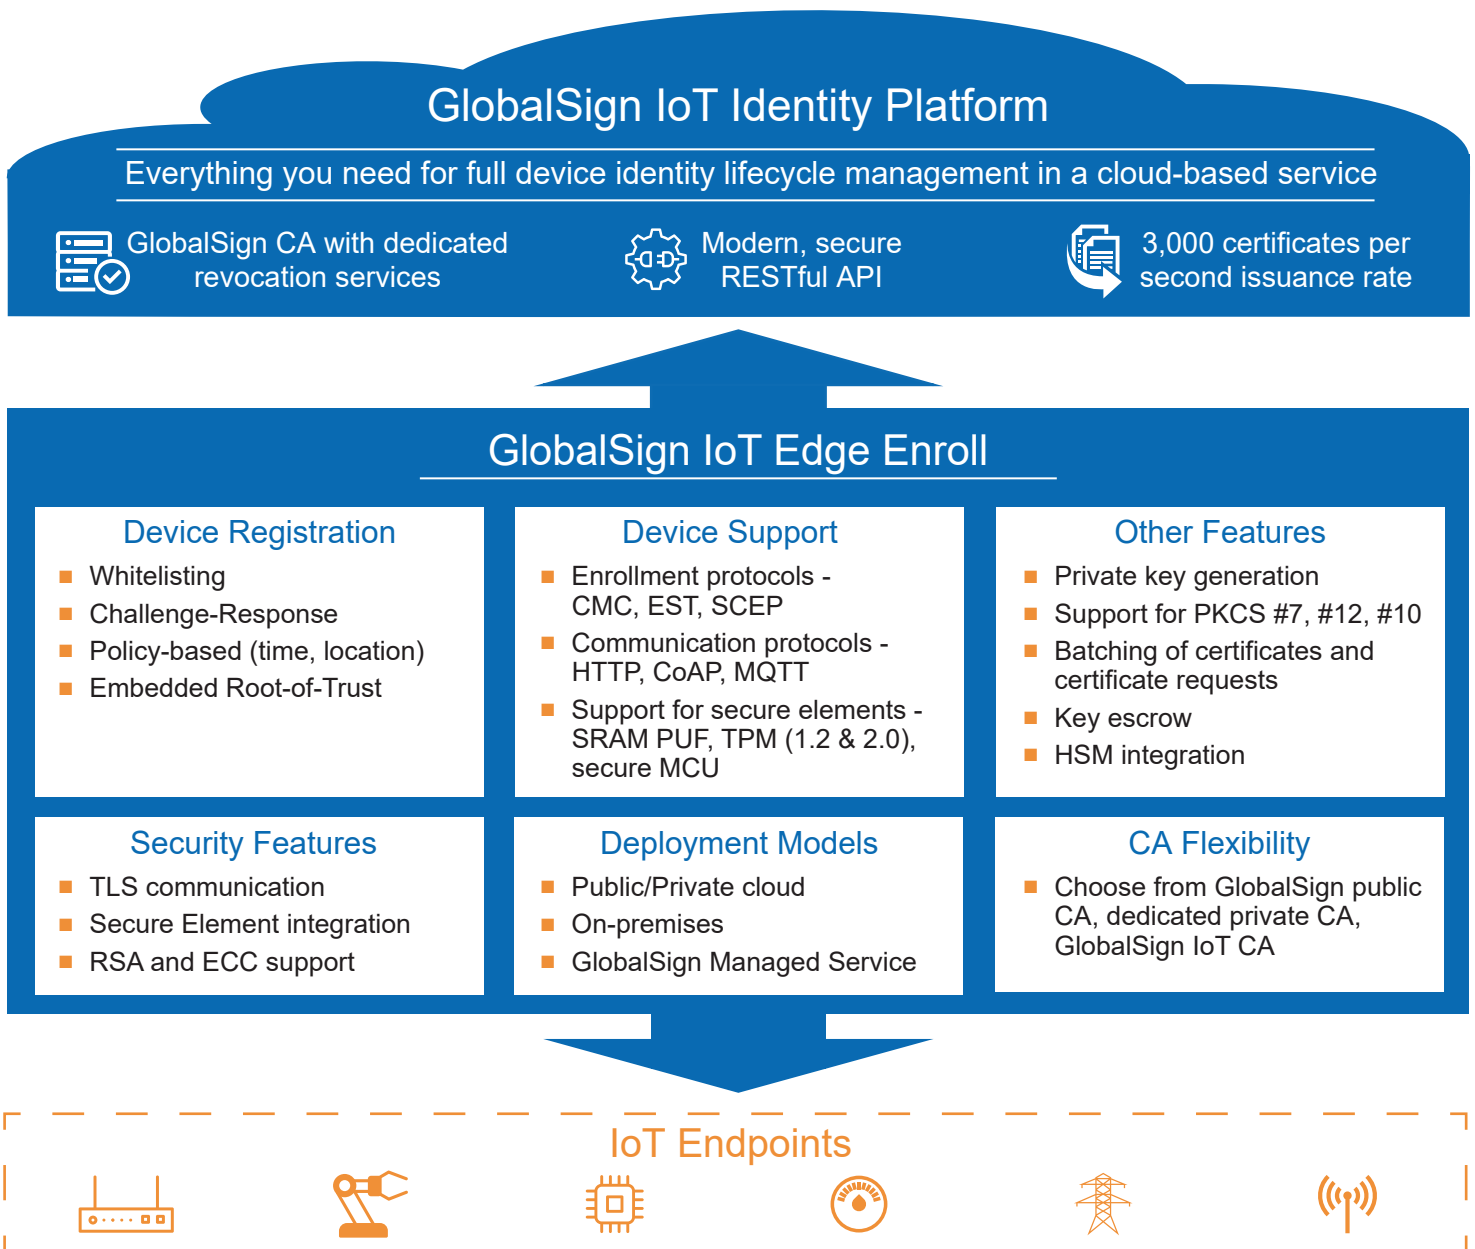 GlobalSign IoT Identity Platform
Everything you need for full device identity lifecycle management in a cloud-based service
GlobalSign CA with dedicated
revocation services
Modern, secure
RESTful API
3,000 certificates per
second issuance rate
GlobalSign IoT Edge Enroll
Device Registration
Whitelisting
Challenge-Response
Policy-based (time, location)
Embedded Root-of-Trust
Device Support
Enrollment protocols -
CMC, EST, SCEP
Communication protocols -
HTTP, CoAP, MQTT
Support for secure elements -
SRAM PUF, TPM (1.2 & 2.0),
secure MCU
Other Features
Private key generation
Support for PKCS #7, #12, #10
Batching of certificates and
certificate requests
Key escrow
HSM integration
Security Features
TLS communication
Secure Element integration
RSA and ECC support
Deployment Models
Public/Private cloud
On-premises
GlobalSign Managed Service
CA Flexibility
Choose from GlobalSign public
CA, dedicated private CA,
GlobalSign IoT CA
IoT Endpoints